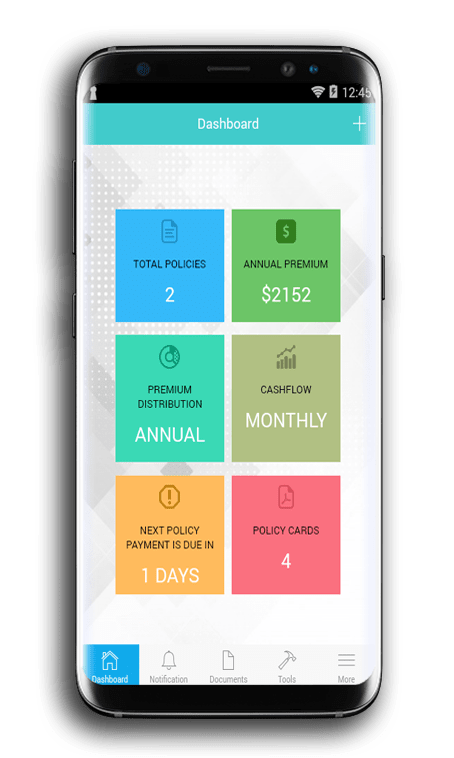 12:45
Dashboard
TOTAL POLICIES
2
ANNUAL PREMIUM
$2152
PREMIUM
DISTRIBUTION
ANNUAL
CASHFLOW
MONTHLY
NEXT POLICY
PAYMENT IS DUE IN
1 DAYS
POLICY CARDS
4
Dashboard
Notification
Documents
Tools
More